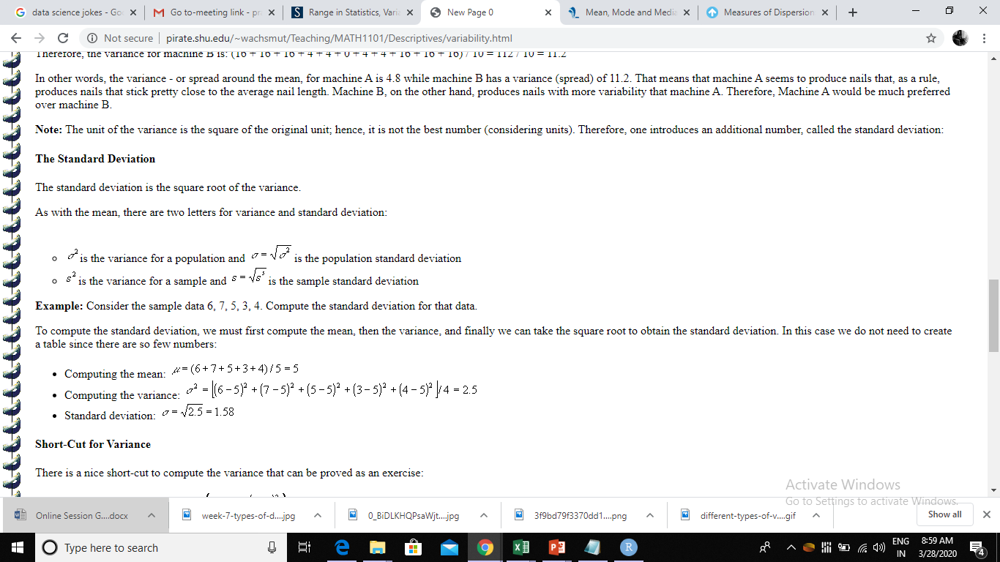 data science jokes - Go
Go to-meeting link - pr
Range in Statistics, Varia
New Page 0
Mean, Mode and Media
Measures of Dispersion
Not secure | pirate.shu.edu/~wachsmut/Teaching/MATH1101/Descriptives/variability.html
Therefore, the variance for machine B is: (16 + 16 + 16 + 4 + 4 + 0 + 4 + 4 + 16 + 16 + 16) / 10 = 112 / 10 = 11.2
In other words, the variance - or spread around the mean, for machine A is 4.8 while machine B has a variance (spread) of 11.2. That means that machine A seems to produce nails that, as a rule,
produces nails that stick pretty close to the average nail length. Machine B, on the other hand, produces nails with more variability that machine A. Therefore, Machine A would be much preferred
over machine B.
Note: The unit of the variance is the square of the original unit; hence, it is not the best number (considering units). Therefore, one introduces an additional number, called the standard deviation:
The Standard Deviation
The standard deviation is the square root of the variance.
As with the mean, there are two letters for variance and standard deviation:
σ² is the variance for a population and σ = √σ² is the population standard deviation
s² is the variance for a sample and s = √s² is the sample standard deviation
Example: Consider the sample data 6, 7, 5, 3, 4. Compute the standard deviation for that data.
To compute the standard deviation, we must first compute the mean, then the variance, and finally we can take the square root to obtain the standard deviation. In this case we do not need to create
a table since there are so few numbers:
Computing the mean: μ = (6+7+5+3+4)/5 = 5
Computing the variance: σ² = [(6-5)² + (7-5)² + (5-5)² + (3-5)² + (4-5)²]/4 = 2.5
Standard deviation: σ = √2.5 = 1.58
Short-Cut for Variance
There is a nice short-cut to compute the variance that can be proved as an exercise:
Activate Windows
Go to Settings to activate Windows.
Online Session G....docx
week-7-types-of-d....jpg
0_BiDLKHQPsaWjt....jpg
3f9bd79f3370dd1....png
different-types-of-v....gif
Show all
Type here to search
ENG
IN
8:59 AM
3/28/2020
4